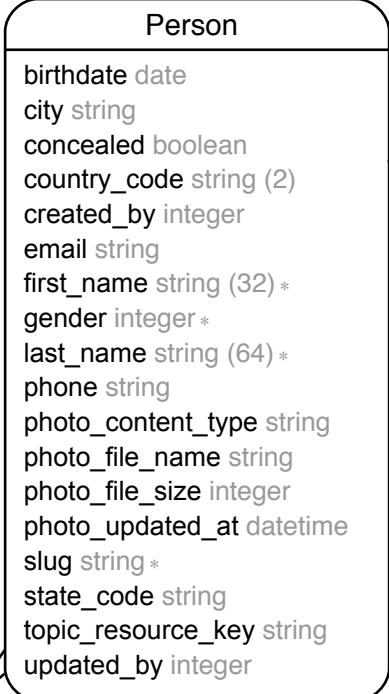 Person
birthdate date
city string
concealed boolean
country_code string (2)
created_by integer
email string
first_name string (32) ∗
gender integer ∗
last_name string (64) ∗
phone string
photo_content_type string
photo_file_name string
photo_file_size integer
photo_updated_at datetime
slug string ∗
state_code string
topic_resource_key string
updated_by integer